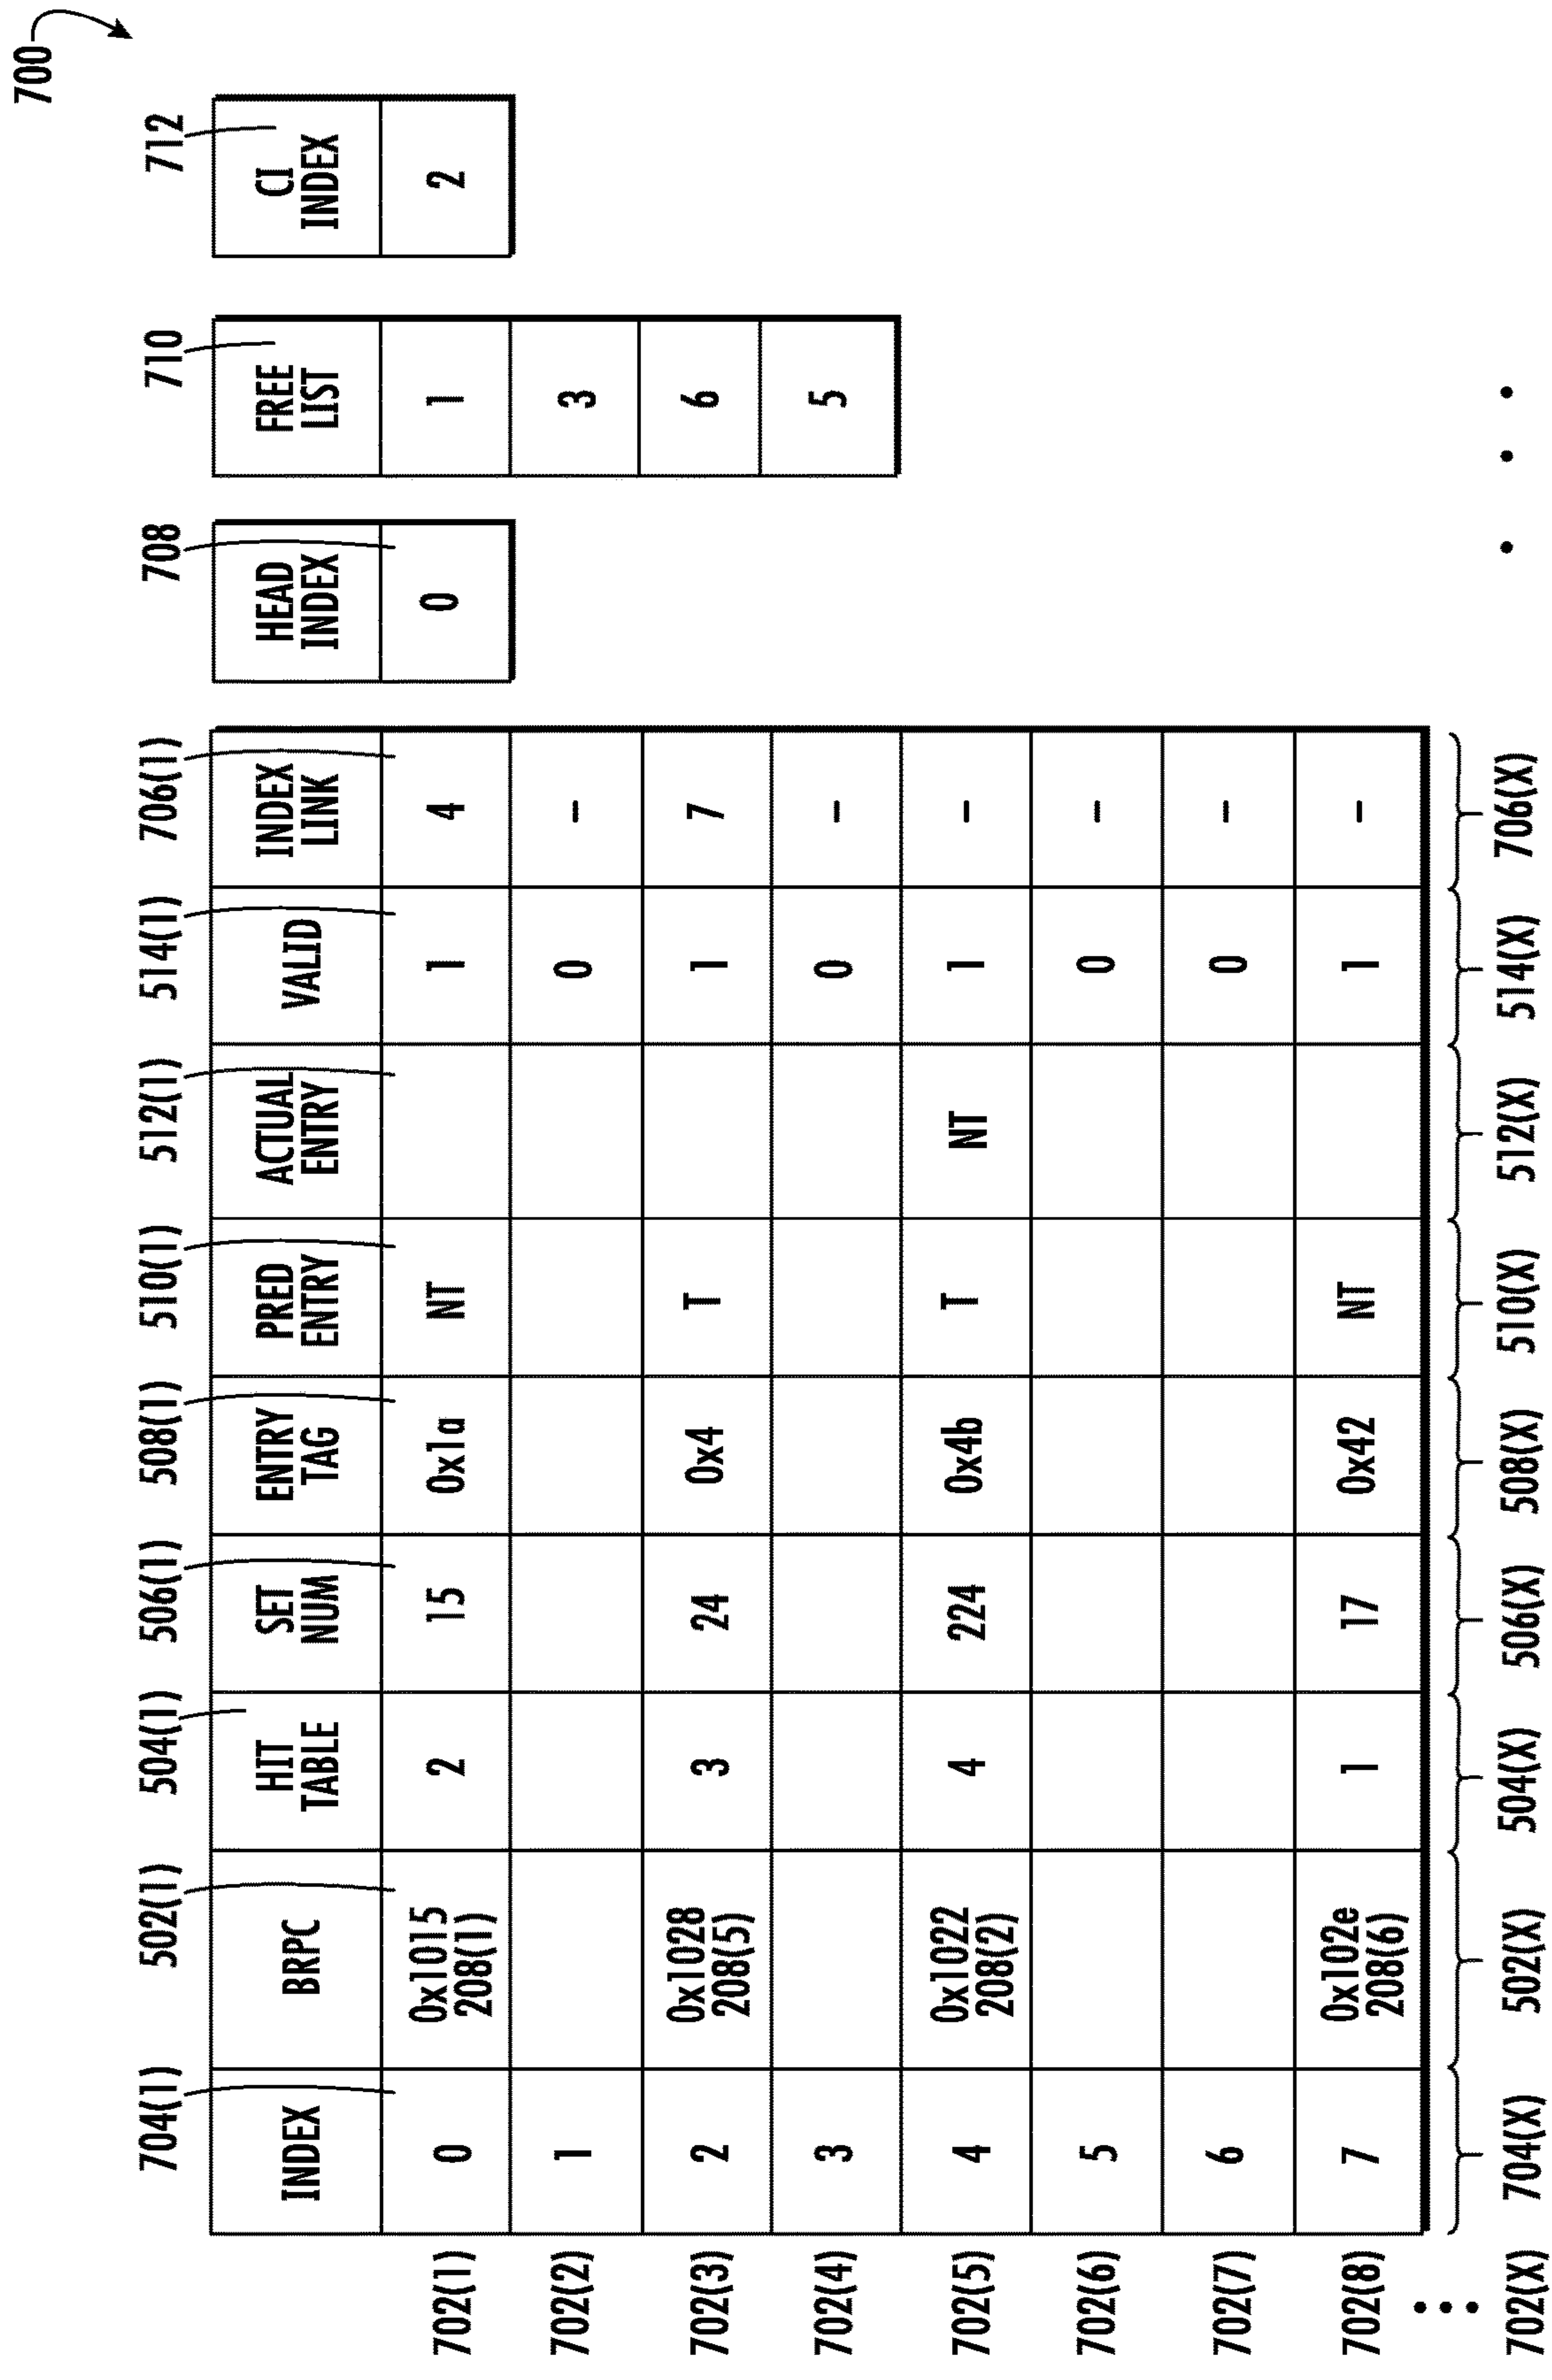 700
704(1) 502(1) 504(1) 506(1) 508(1) 510(1) 512(1) 514(1) 706(1) 708 710 712
INDEX BRPC HIT TABLE SET NUM ENTRY TAG PRED ENTRY ACTUAL ENTRY VALID INDEX LINK HEAD INDEX FREE LIST CI INDEX
702(1) 0 0x1015 208(1) 2 15 0x1a NT 1 4 0 1 2
702(2) 1 0 – 3
702(3) 2 0x1028 208(5) 3 24 0x4 T 1 7 6
702(4) 3 0 – 5
702(5) 4 0x1022 208(2) 4 224 0x4b T NT 1 –
702(6) 5 0 –
702(7) 6 0 –
702(8) 7 0x102e 208(6) 1 17 0x42 NT 1 –
702(X) 704(X) 502(X) 504(X) 506(X) 508(X) 510(X) 512(X) 514(X) 706(X)